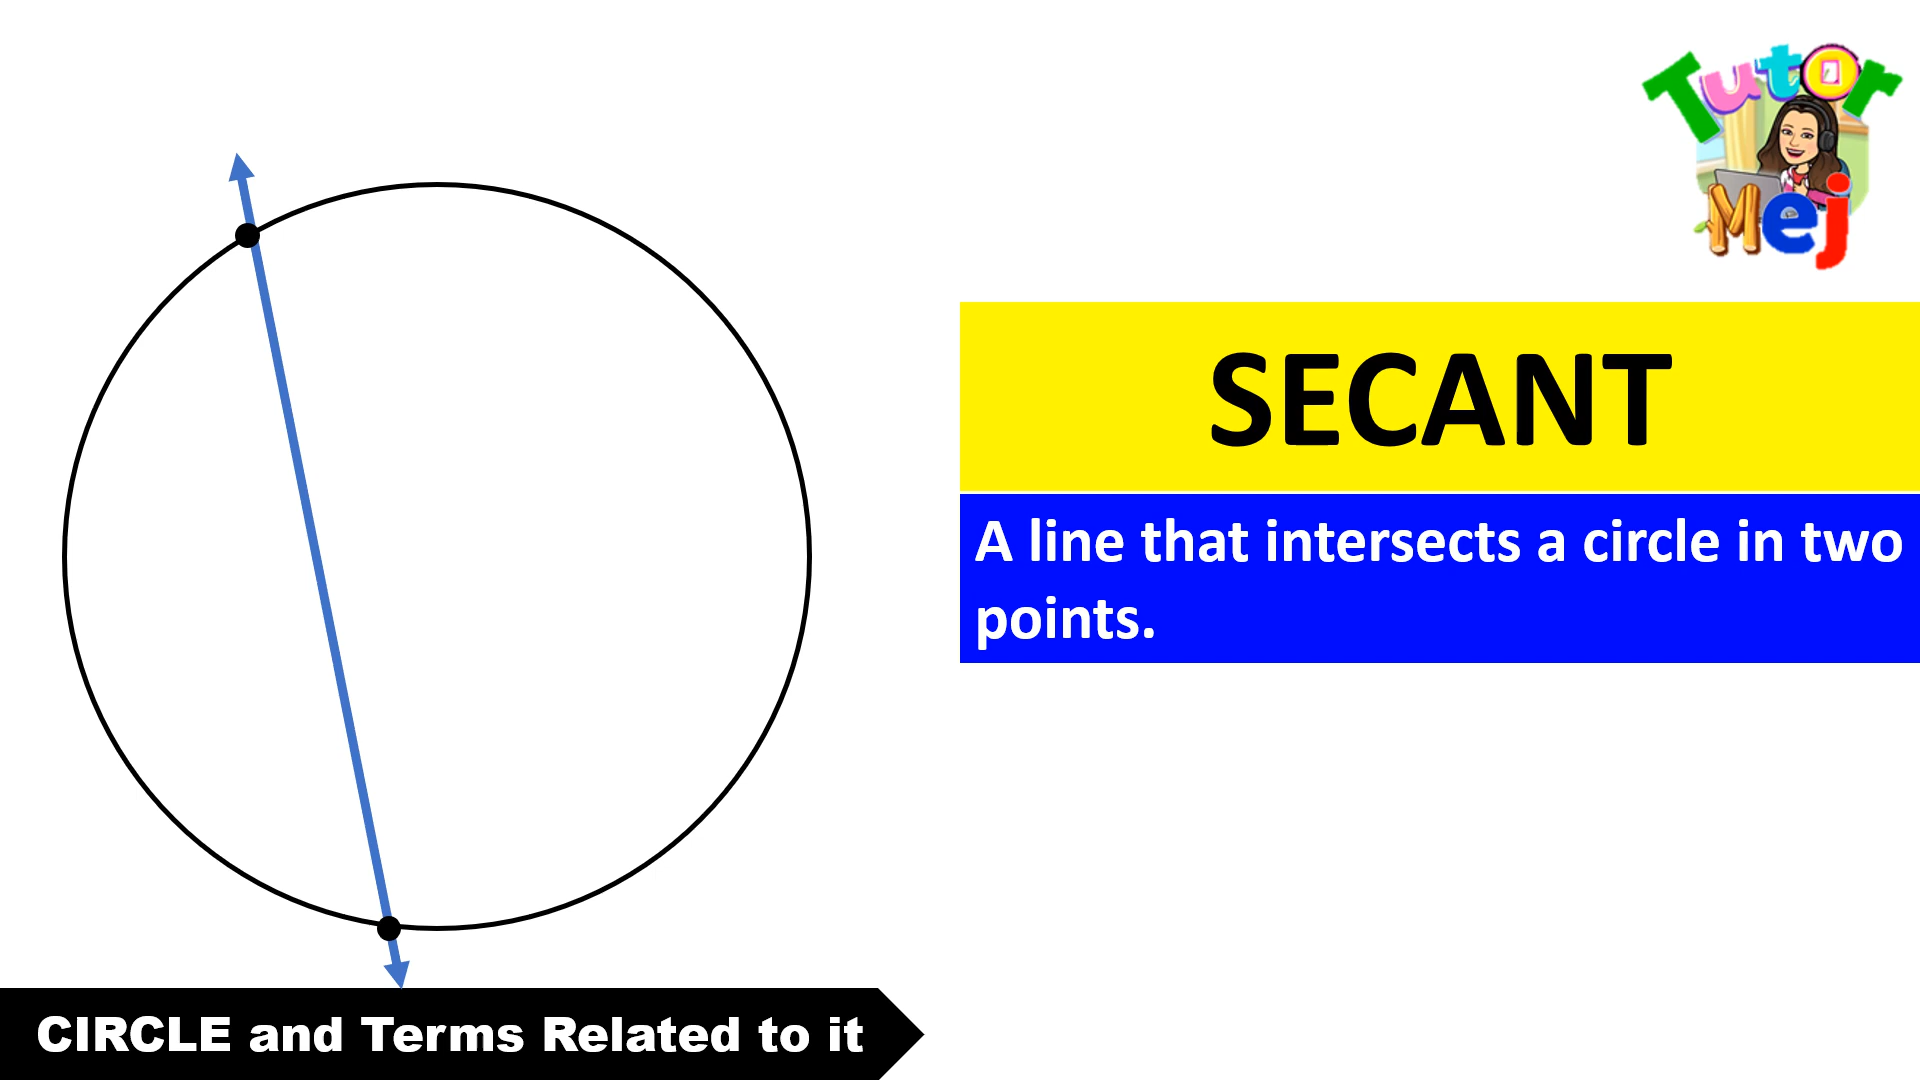 Tutor
Mej
SECANT
A line that intersects a circle in two
points.
CIRCLE and Terms Related to it